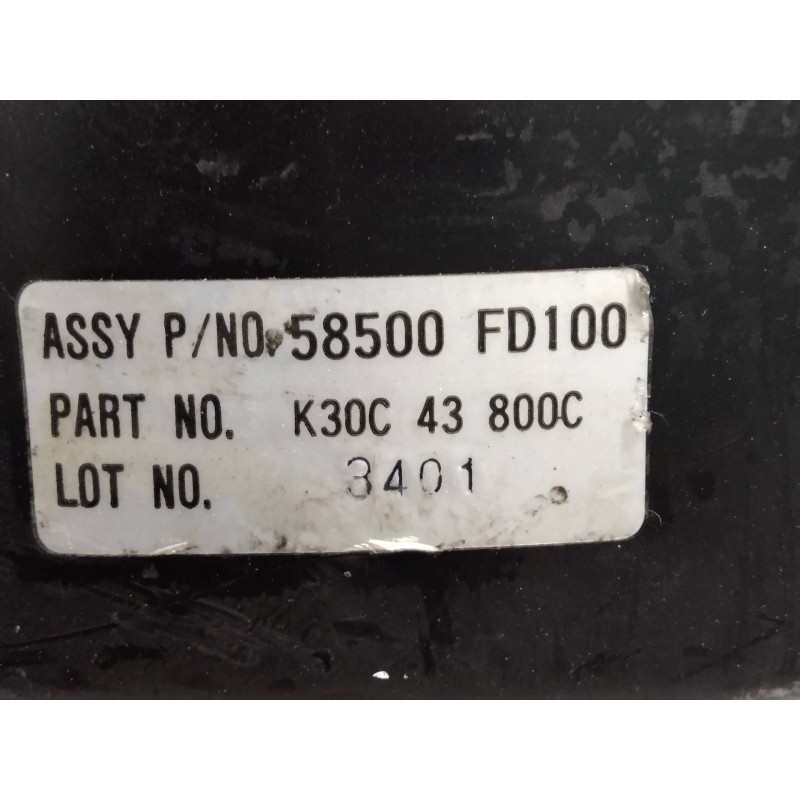 ASSY P/NO. 58500 FD100
PART NO. K30C 43 800C
LOT NO. 3401